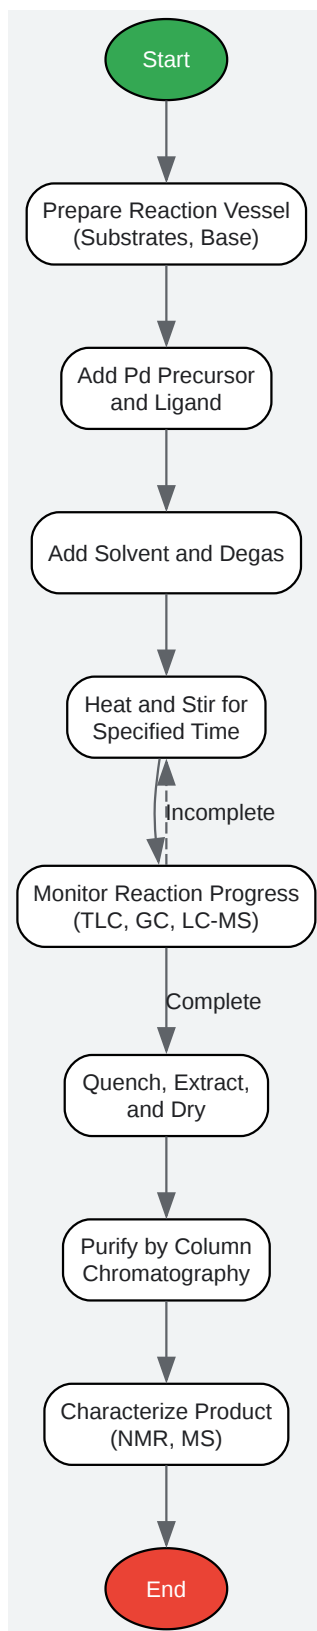 Start
Prepare Reaction Vessel
(Substrates, Base)
Add Pd Precursor
and Ligand
Add Solvent and Degas
Heat and Stir for
Specified Time
Incomplete
Monitor Reaction Progress
(TLC, GC, LC-MS)
Complete
Quench, Extract,
and Dry
Purify by Column
Chromatography
Characterize Product
(NMR, MS)
End